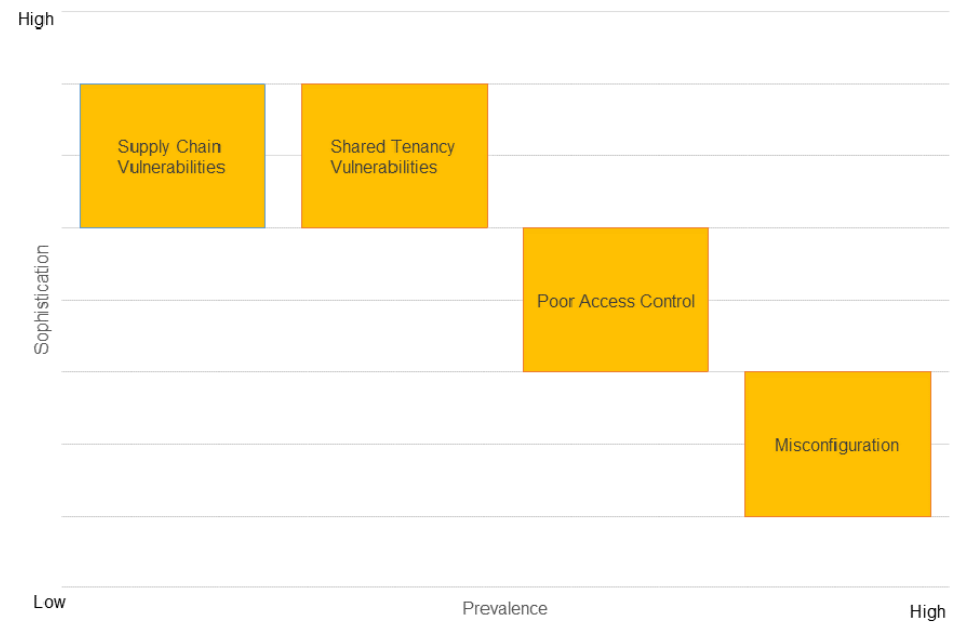 High
Supply Chain
Vulnerabilities
Shared Tenancy
Vulnerabilities
Sophistication
Poor Access Control
Misconfiguration
Low
Prevalence
High